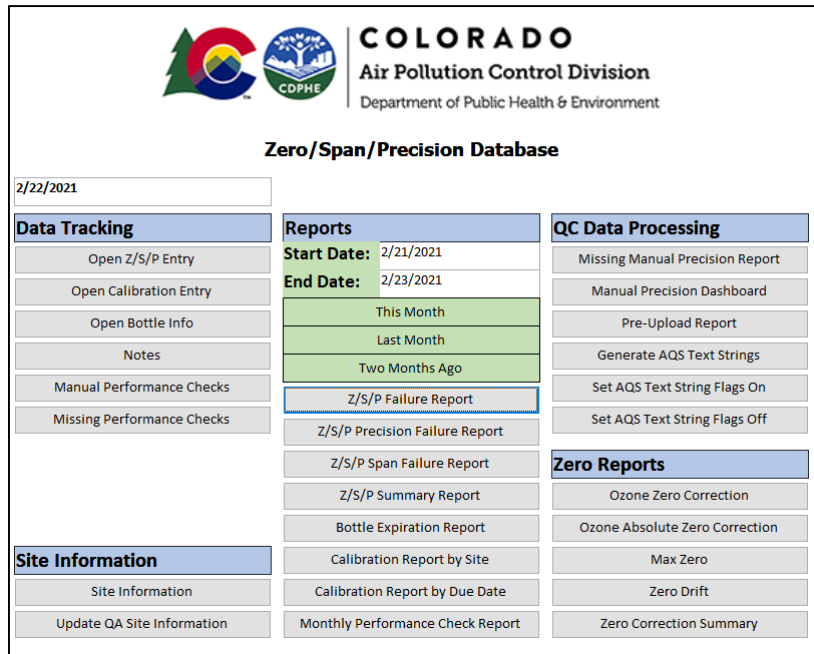 COLORADO
Air Pollution Control Division
CDPHE
Department of Public Health & Environment
TM
Zero/Span/Precision Database
2/22/2021
Data Tracking
Open Z/S/P Entry
Open Calibration Entry
Open Bottle Info
Notes
Manual Performance Checks
Missing Performance Checks
Site Information
Site Information
Update QA Site Information
Reports
Start Date: 2/21/2021
End Date: 2/23/2021
This Month
Last Month
Two Months Ago
Z/S/P Failure Report
Z/S/P Precision Failure Report
Z/S/P Span Failure Report
Z/S/P Summary Report
Bottle Expiration Report
Calibration Report by Site
Calibration Report by Due Date
Monthly Performance Check Report
QC Data Processing
Missing Manual Precision Report
Manual Precision Dashboard
Pre-Upload Report
Generate AQS Text Strings
Set AQS Text String Flags On
Set AQS Text String Flags Off
Zero Reports
Ozone Zero Correction
Ozone Absolute Zero Correction
Max Zero
Zero Drift
Zero Correction Summary